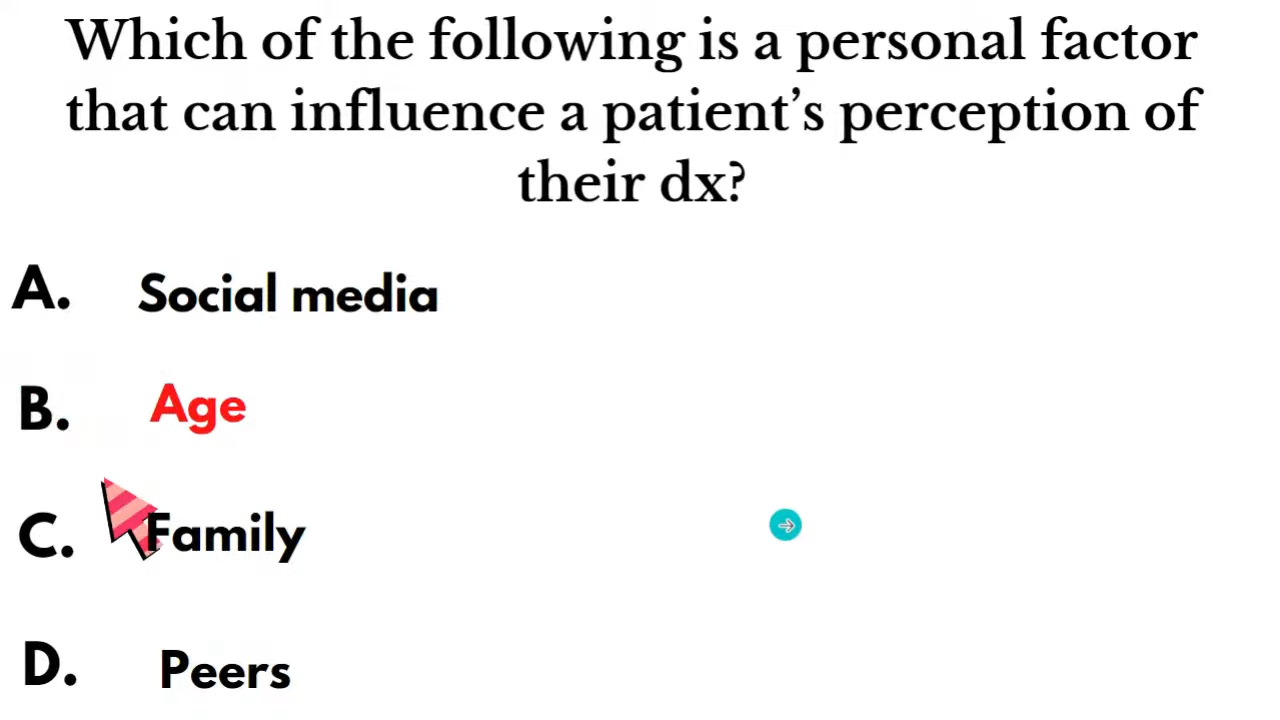 Which of the following is a personal factor
that can influence a patient’s perception of
their dx?
A. Social media
B. Age
C. Family
D. Peers